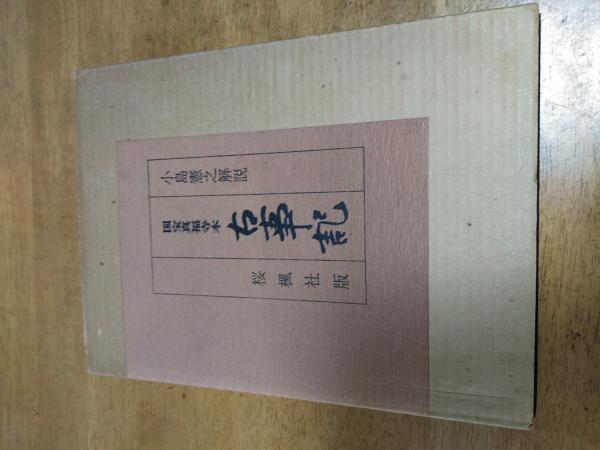 小島憲之解説
国宝真福寺本
古事記
桜楓社版